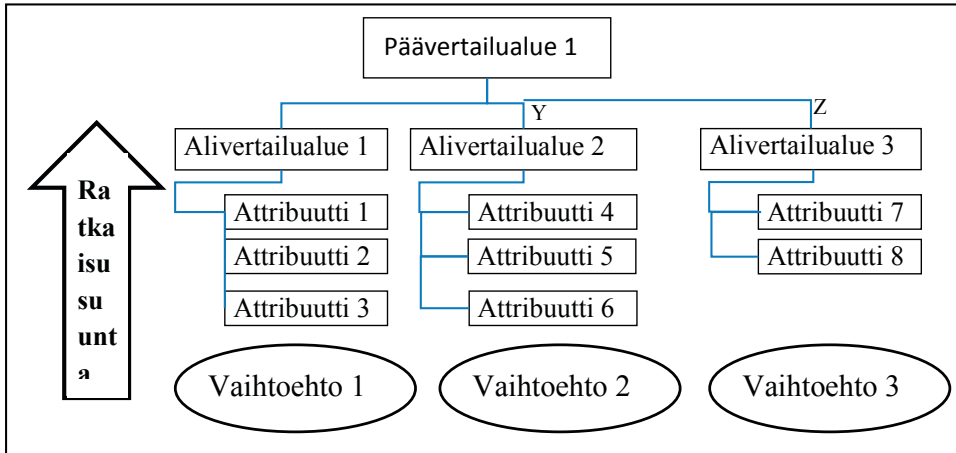 Päävertailualue 1
Y
Z
Alivertailualue 1
Alivertailualue 2
Alivertailualue 3
Ra
tka
isu
su
unt
a
Attribuutti 1
Attribuutti 2
Attribuutti 3
Attribuutti 4
Attribuutti 5
Attribuutti 6
Attribuutti 7
Attribuutti 8
Vaihtoehto 1
Vaihtoehto 2
Vaihtoehto 3